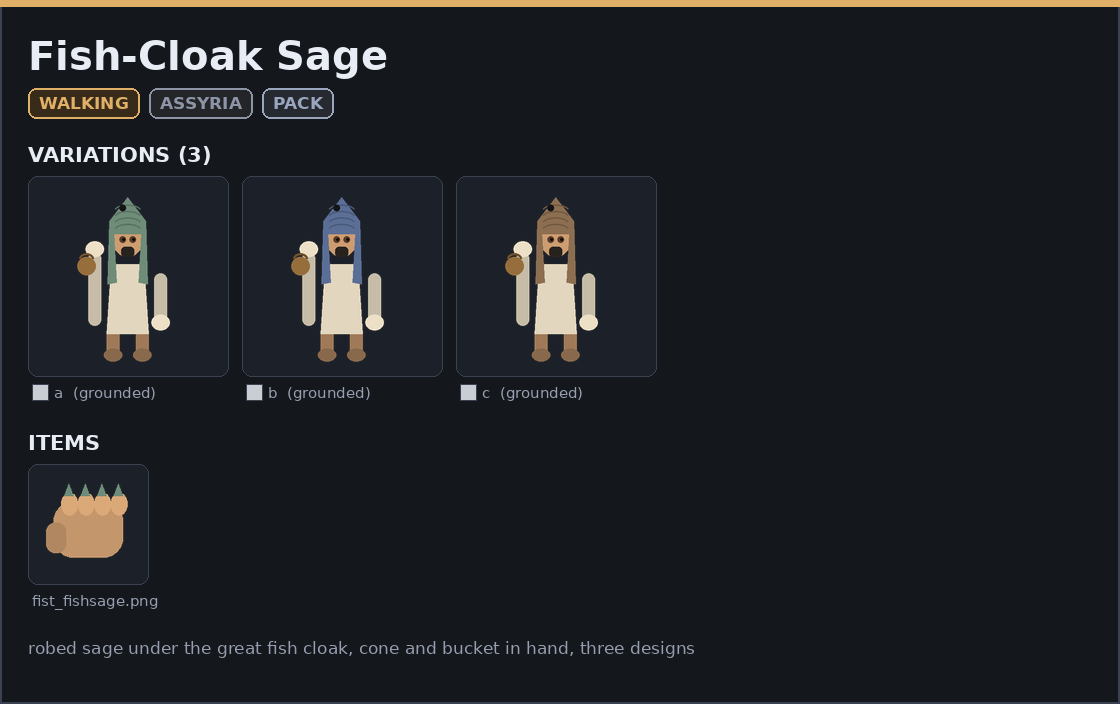 Fish-Cloak Sage
WALKING ASSYRIA PACK
VARIATIONS (3)
a (grounded) b (grounded) c (grounded)
ITEMS
fist_fishsage.png
robed sage under the great fish cloak, cone and bucket in hand, three designs